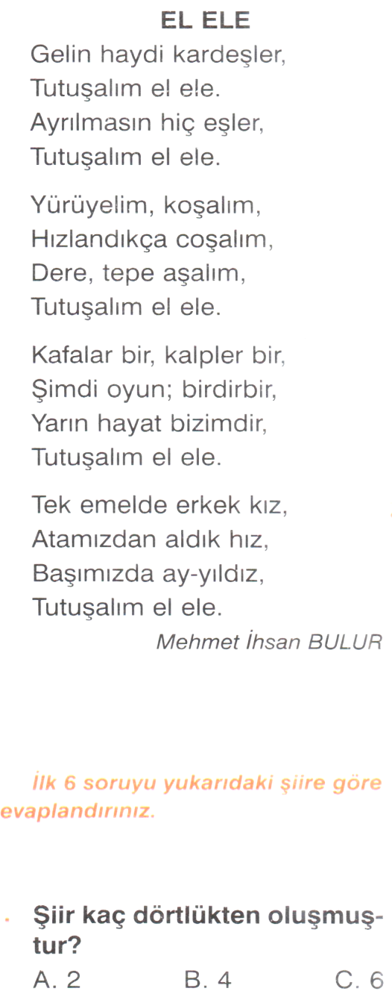 EL ELE
Gelin haydi kardeşler,
Tutuşalım el ele.
Ayrılmasın hiç eşler,
Tutuşalım el ele.
Yürüyelim, koşalım,
Hızlandıkça coşalım,
Dere, tepe aşalım,
Tutuşalım el ele.
Kafalar bir, kalpler bir,
Şimdi oyun; birdirbir,
Yarın hayat bizimdir,
Tutuşalım el ele.
Tek emelde erkek kız,
Atamızdan aldık hız,
Başımızda ay-yıldız,
Tutuşalım el ele.
Mehmet İhsan BULUR
İlk 6 soruyu yukarıdaki şiire göre
evaplandırınız.
Şiir kaç dörtlükten oluşmuş-
tur?
A. 2 B. 4 C. 6